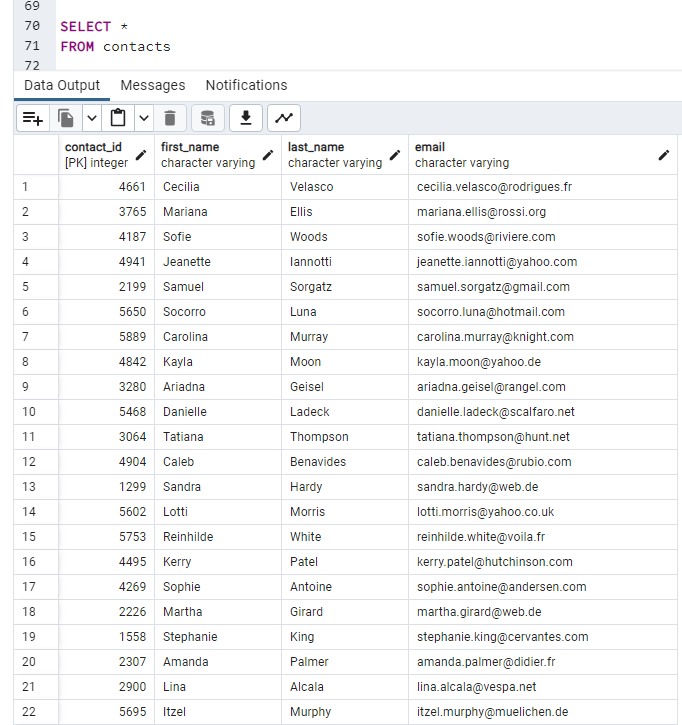 69
70 SELECT *
71 FROM contacts
72
Data Output Messages Notifications
contact_id first_name last_name email
[PK] integer character varying character varying character varying
1 4661 Cecilia Velasco cecilia.velasco@rodrigues.fr
2 3765 Mariana Ellis mariana.ellis@rossi.org
3 4187 Sofie Woods sofie.woods@riviere.com
4 4941 Jeanette Iannotti jeanette.iannotti@yahoo.com
5 2199 Samuel Sorgatz samuel.sorgatz@gmail.com
6 5650 Socorro Luna socorro.luna@hotmail.com
7 5889 Carolina Murray carolina.murray@knight.com
8 4842 Kayla Moon kayla.moon@yahoo.de
9 3280 Ariadna Geisel ariadna.geisel@rangel.com
10 5468 Danielle Ladeck danielle.ladeck@scalfaro.net
11 3064 Tatiana Thompson tatiana.thompson@hunt.net
12 4904 Caleb Benavides caleb.benavides@rubio.com
13 1299 Sandra Hardy sandra.hardy@web.de
14 5602 Lotti Morris lotti.morris@yahoo.co.uk
15 5753 Reinhilde White reinhilde.white@voila.fr
16 4495 Kerry Patel kerry.patel@hutchinson.com
17 4269 Sophie Antoine sophie.antoine@andersen.com
18 2226 Martha Girard martha.girard@web.de
19 1558 Stephanie King stephanie.king@cervantes.com
20 2307 Amanda Palmer amanda.palmer@didier.fr
21 2900 Lina Alcala lina.alcala@vespa.net
22 5695 Itzel Murphy itzel.murphy@muelichen.de